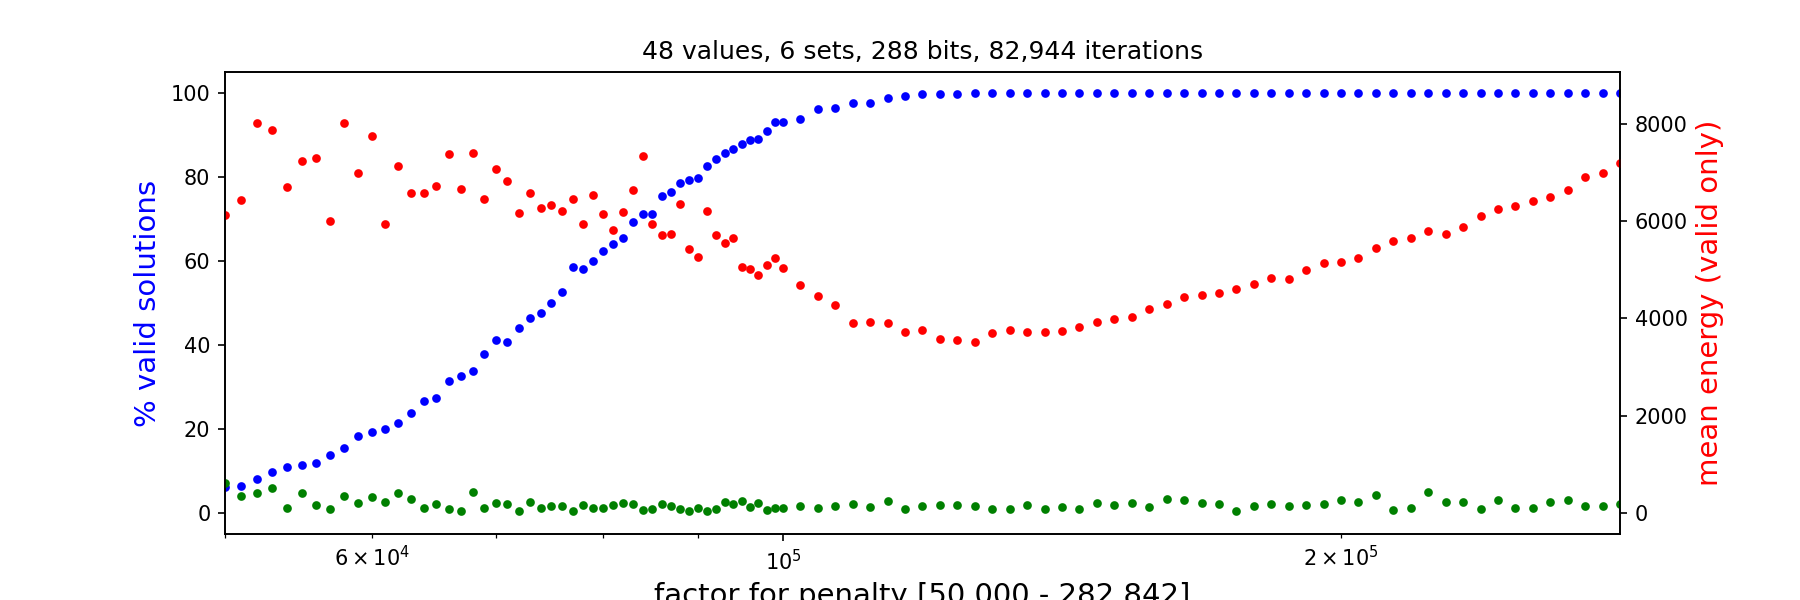 48 values, 6 sets, 288 bits, 82,944 iterations
% valid solutions
100
80
60
40
20
0
8000
6000
4000
2000
0
mean energy (valid only)
6 × 10⁴
10⁵
2 × 10⁵
factor for penalty [50,000 - 282,842]